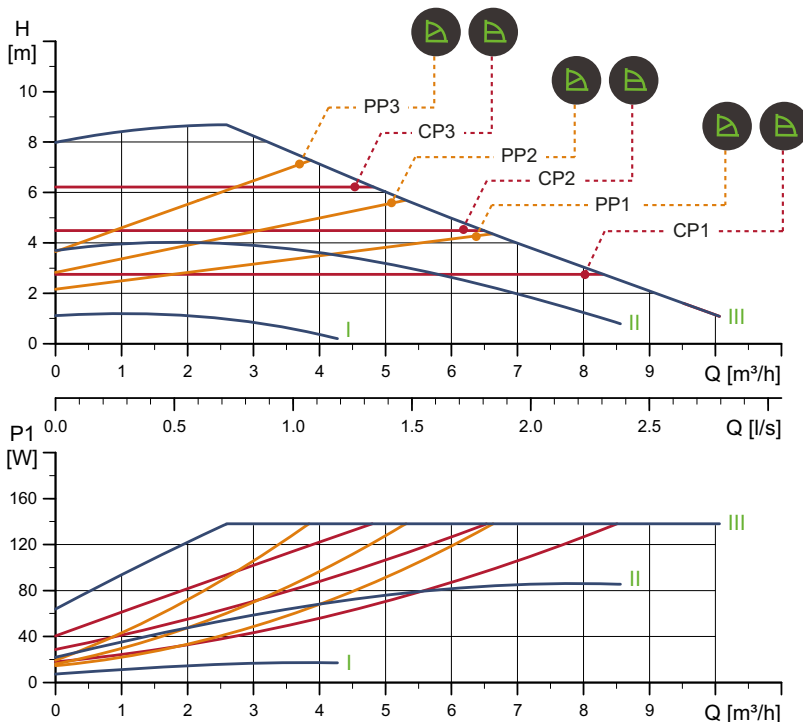 H
[m]
10
8
6
4
2
0
PP3
CP3
PP2
CP2
PP1
CP1
I
II
III
0 1 2 3 4 5 6 7 8 9 Q [m³/h]
0.0 0.5 1.0 1.5 2.0 2.5 Q [l/s]
P1
[W]
160
120
80
40
0
III
II
I
0 1 2 3 4 5 6 7 8 9 Q [m³/h]